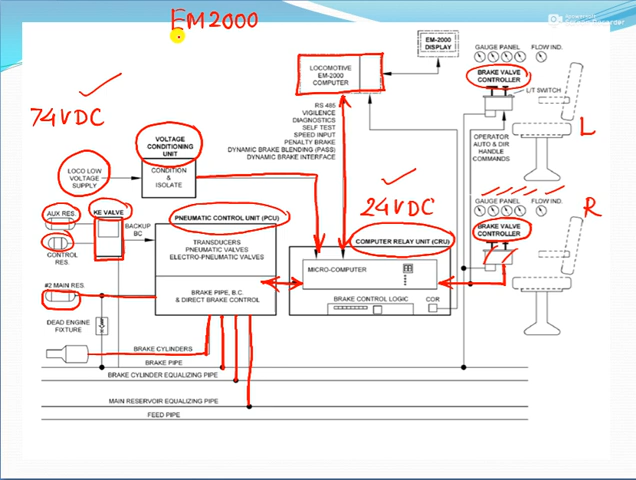 EM2000
EM-2000
DISPLAY
GAUGE PANEL
FLOW IND.
LOCOMOTIVE
EM-2000
COMPUTER
BRAKE VALVE
CONTROLLER
L/T SWITCH
74VDC
RS 485
VIGILENCE
DIAGNOSTICS
SELF TEST
SPEED INPUT
PENALTY BRAKE
DYNAMIC BRAKE BLENDING (PASS)
DYNAMIC BRAKE INTERFACE
OPERATOR
AUTO & DIR
HANDLE
COMMANDS
L
VOLTAGE
CONDITIONING
UNIT
CONDITION
&
ISOLATE
LOCO LOW
VOLTAGE
SUPPLY
24VDC
GAUGE PANEL
FLOW IND.
R
AUX RES.
KE VALVE
BACKUP
BC
CONTROL
RES.
PNEUMATIC CONTROL UNIT (PCU)
TRANSDUCERS
PNEUMATIC VALVES
ELECTRO-PNEUMATIC VALVES
BRAKE VALVE
CONTROLLER
COMPUTER RELAY UNIT (CRU)
MICRO-COMPUTER
#2 MAIN RES.
BRAKE PIPE, B.C.
& DIRECT BRAKE CONTROL
BRAKE CONTROL LOGIC
COR
DEAD ENGINE
FIXTURE
BRAKE CYLINDERS
BRAKE PIPE
BRAKE CYLINDER EQUALIZING PIPE
MAIN RESERVOIR EQUALIZING PIPE
FEED PIPE